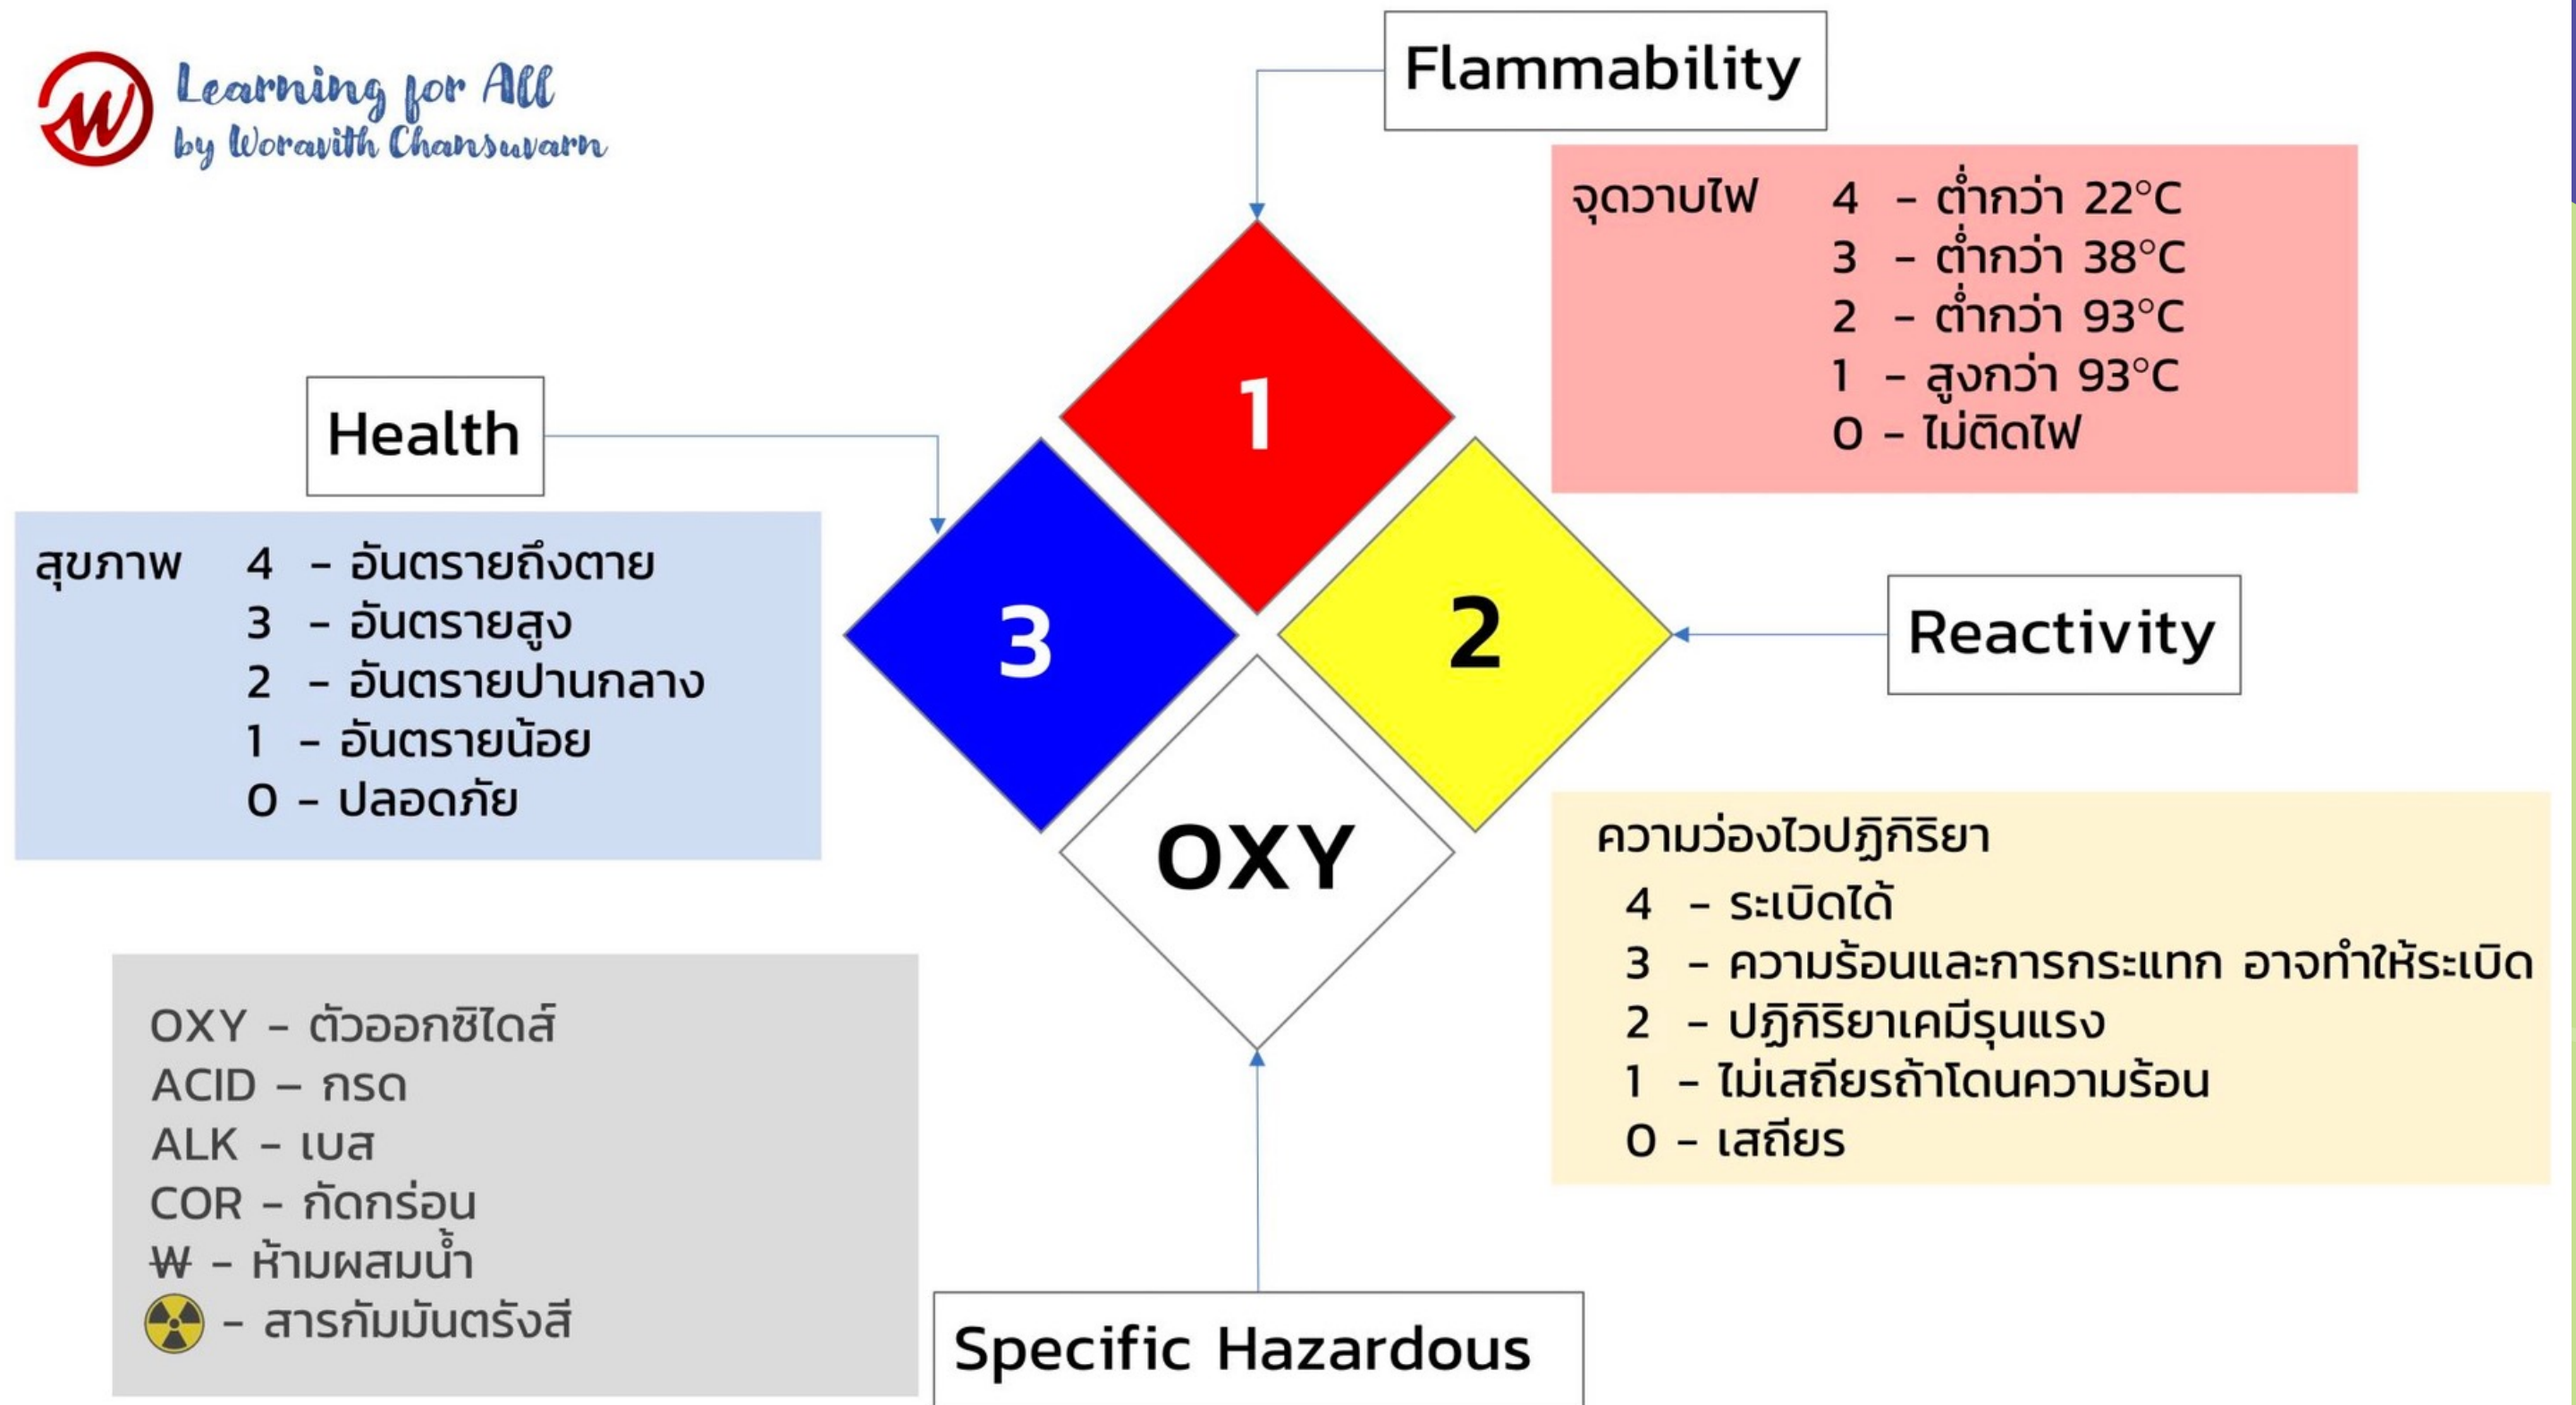 Learning for All
by Woravith Chansuvarn
Flammability
จุดวาบไฟ 4 - ต่ำกว่า 22°C
3 - ต่ำกว่า 38°C
2 - ต่ำกว่า 93°C
1 - สูงกว่า 93°C
0 - ไม่ติดไฟ
1
Health
สุขภาพ 4 - อันตรายถึงตาย
3 - อันตรายสูง
2 - อันตรายปานกลาง
1 - อันตรายน้อย
0 - ปลอดภัย
3
2
Reactivity
OXY
ความว่องไวปฏิกิริยา
4 - ระเบิดได้
3 - ความร้อนและการกระแทก อาจทำให้ระเบิด
2 - ปฏิกิริยาเคมีรุนแรง
1 - ไม่เสถียรถ้าโดนความร้อน
0 - เสถียร
OXY - ตัวออกซิไดส์
ACID – กรด
ALK - เบส
COR - กัดกร่อน
W̶ - ห้ามผสมน้ำ
☢ - สารกัมมันตรังสี
Specific Hazardous